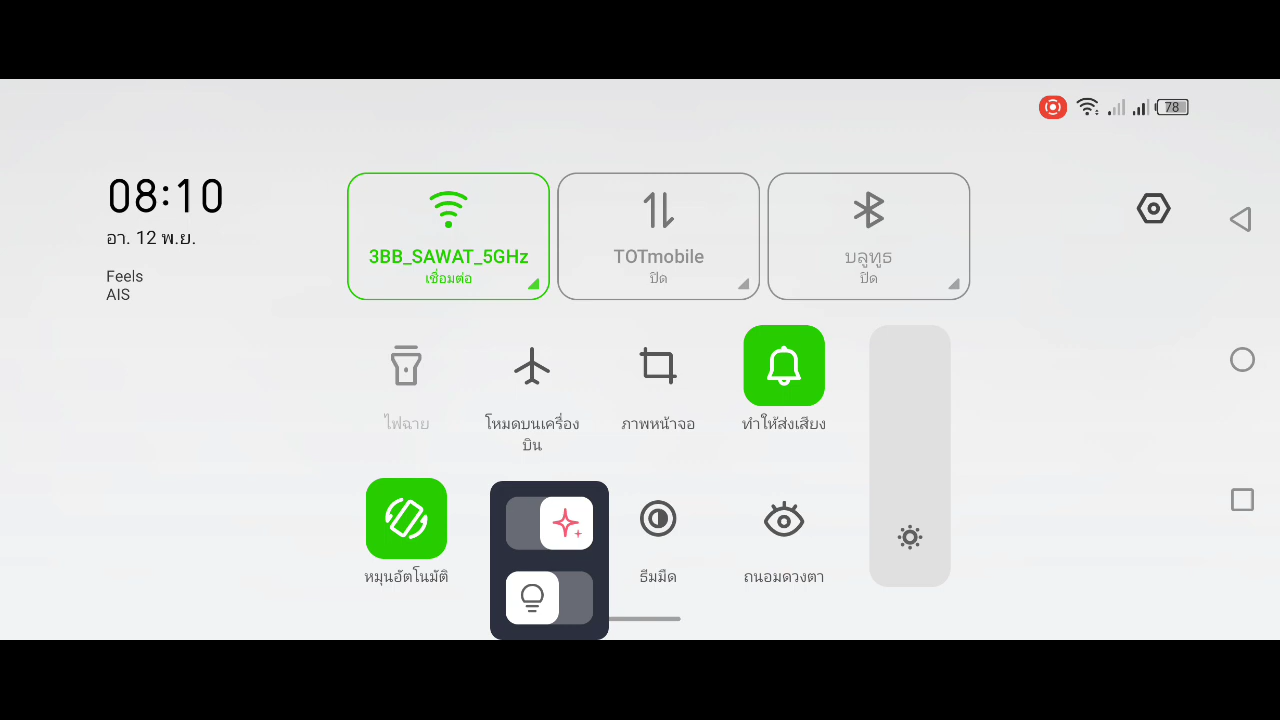 78
08:10
อา. 12 พ.ย.
Feels
AIS
3BB_SAWAT_5GHz
เชื่อมต่อ
TOTmobile
ปิด
บลูทูธ
ปิด
ไฟฉาย
โหมดบนเครื่อง
บิน
ภาพหน้าจอ
ทำให้ส่งเสียง
หมุนอัตโนมัติ
ธีมมืด
ถนอมดวงตา